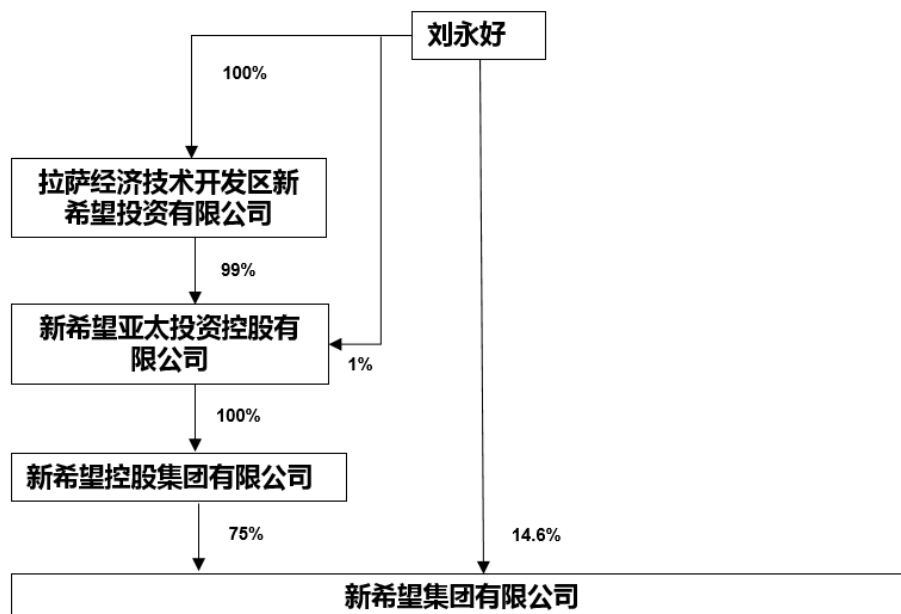 刘永好
100%
拉萨经济技术开发区新
希望投资有限公司
99%
新希望亚太投资控股有
限公司
1%
100%
新希望控股集团有限公司
75%
14.6%
新希望集团有限公司